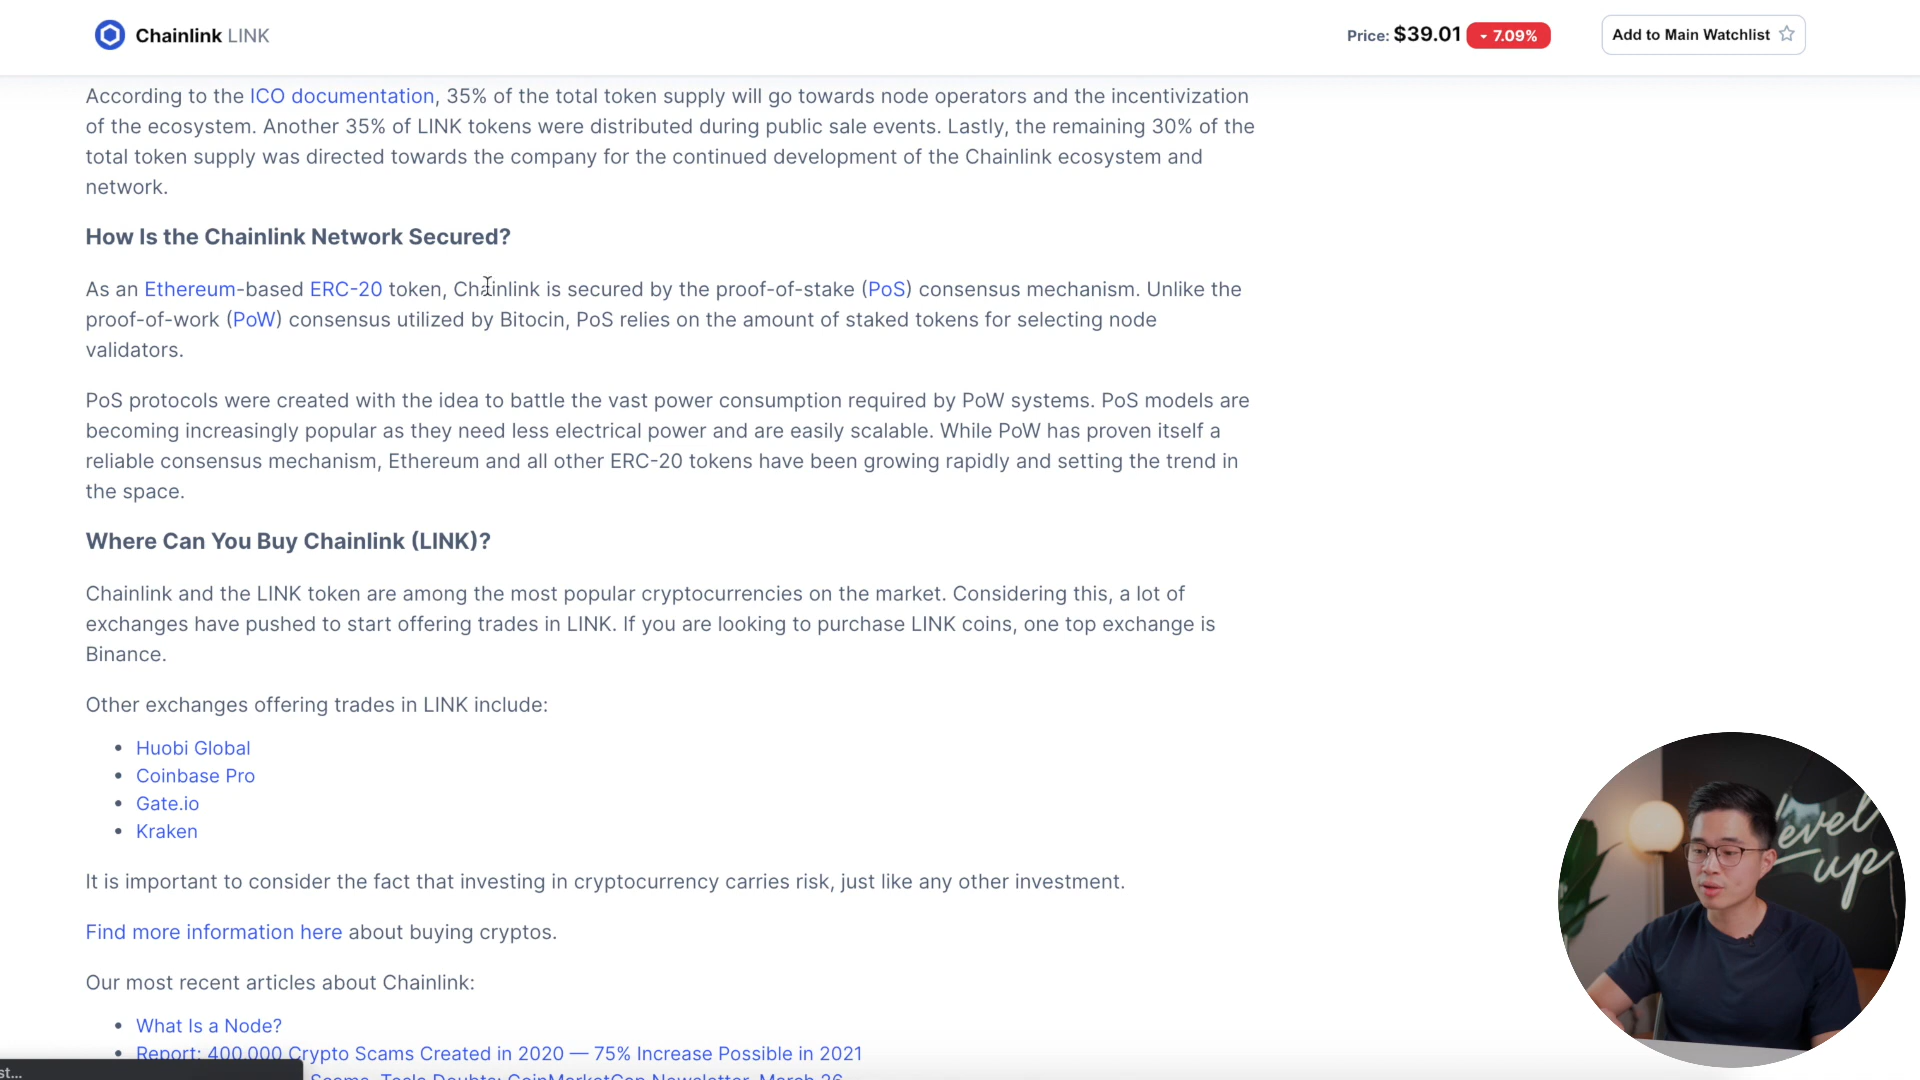 Chainlink LINK
Price: $39.01 7.09%
Add to Main Watchlist
According to the ICO documentation, 35% of the total token supply will go towards node operators and the incentivization
of the ecosystem. Another 35% of LINK tokens were distributed during public sale events. Lastly, the remaining 30% of the
total token supply was directed towards the company for the continued development of the Chainlink ecosystem and
network.
How Is the Chainlink Network Secured?
As an Ethereum-based ERC-20 token, Chainlink is secured by the proof-of-stake (PoS) consensus mechanism. Unlike the
proof-of-work (PoW) consensus utilized by Bitocin, PoS relies on the amount of staked tokens for selecting node
validators.
PoS protocols were created with the idea to battle the vast power consumption required by PoW systems. PoS models are
becoming increasingly popular as they need less electrical power and are easily scalable. While PoW has proven itself a
reliable consensus mechanism, Ethereum and all other ERC-20 tokens have been growing rapidly and setting the trend in
the space.
Where Can You Buy Chainlink (LINK)?
Chainlink and the LINK token are among the most popular cryptocurrencies on the market. Considering this, a lot of
exchanges have pushed to start offering trades in LINK. If you are looking to purchase LINK coins, one top exchange is
Binance.
Other exchanges offering trades in LINK include:
• Huobi Global
• Coinbase Pro
• Gate.io
• Kraken
It is important to consider the fact that investing in cryptocurrency carries risk, just like any other investment.
Find more information here about buying cryptos.
Our most recent articles about Chainlink:
• What Is a Node?
• Report: 400,000 Crypto Scams Created in 2020 — 75% Increase Possible in 2021
Scams, Tesla Doubts: CoinMarketCap Newsletter, March 26
st...
level
up